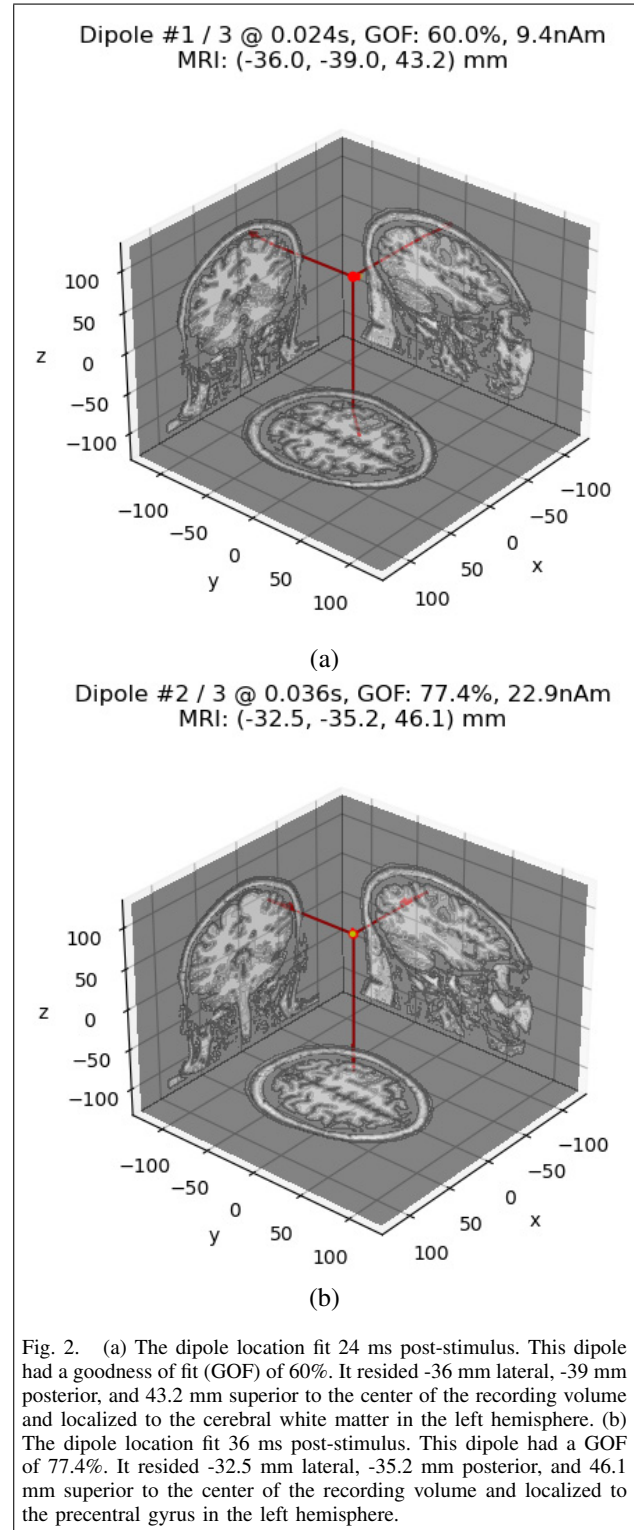 Dipole #1 / 3 @ 0.024s, GOF: 60.0%, 9.4nAm
MRI: (-36.0, -39.0, 43.2) mm
100
50
0
−50
−100
z
−100
−50
0
50
100
y
−100
−50
0
50
100
x
(a)
Dipole #2 / 3 @ 0.036s, GOF: 77.4%, 22.9nAm
MRI: (-32.5, -35.2, 46.1) mm
100
50
0
−50
−100
z
−100
−50
0
50
100
y
−100
−50
0
50
100
x
(b)
Fig. 2. (a) The dipole location fit 24 ms post-stimulus. This dipole
had a goodness of fit (GOF) of 60%. It resided -36 mm lateral, -39 mm
posterior, and 43.2 mm superior to the center of the recording volume
and localized to the cerebral white matter in the left hemisphere. (b)
The dipole location fit 36 ms post-stimulus. This dipole had a GOF
of 77.4%. It resided -32.5 mm lateral, -35.2 mm posterior, and 46.1
mm superior to the center of the recording volume and localized to
the precentral gyrus in the left hemisphere.